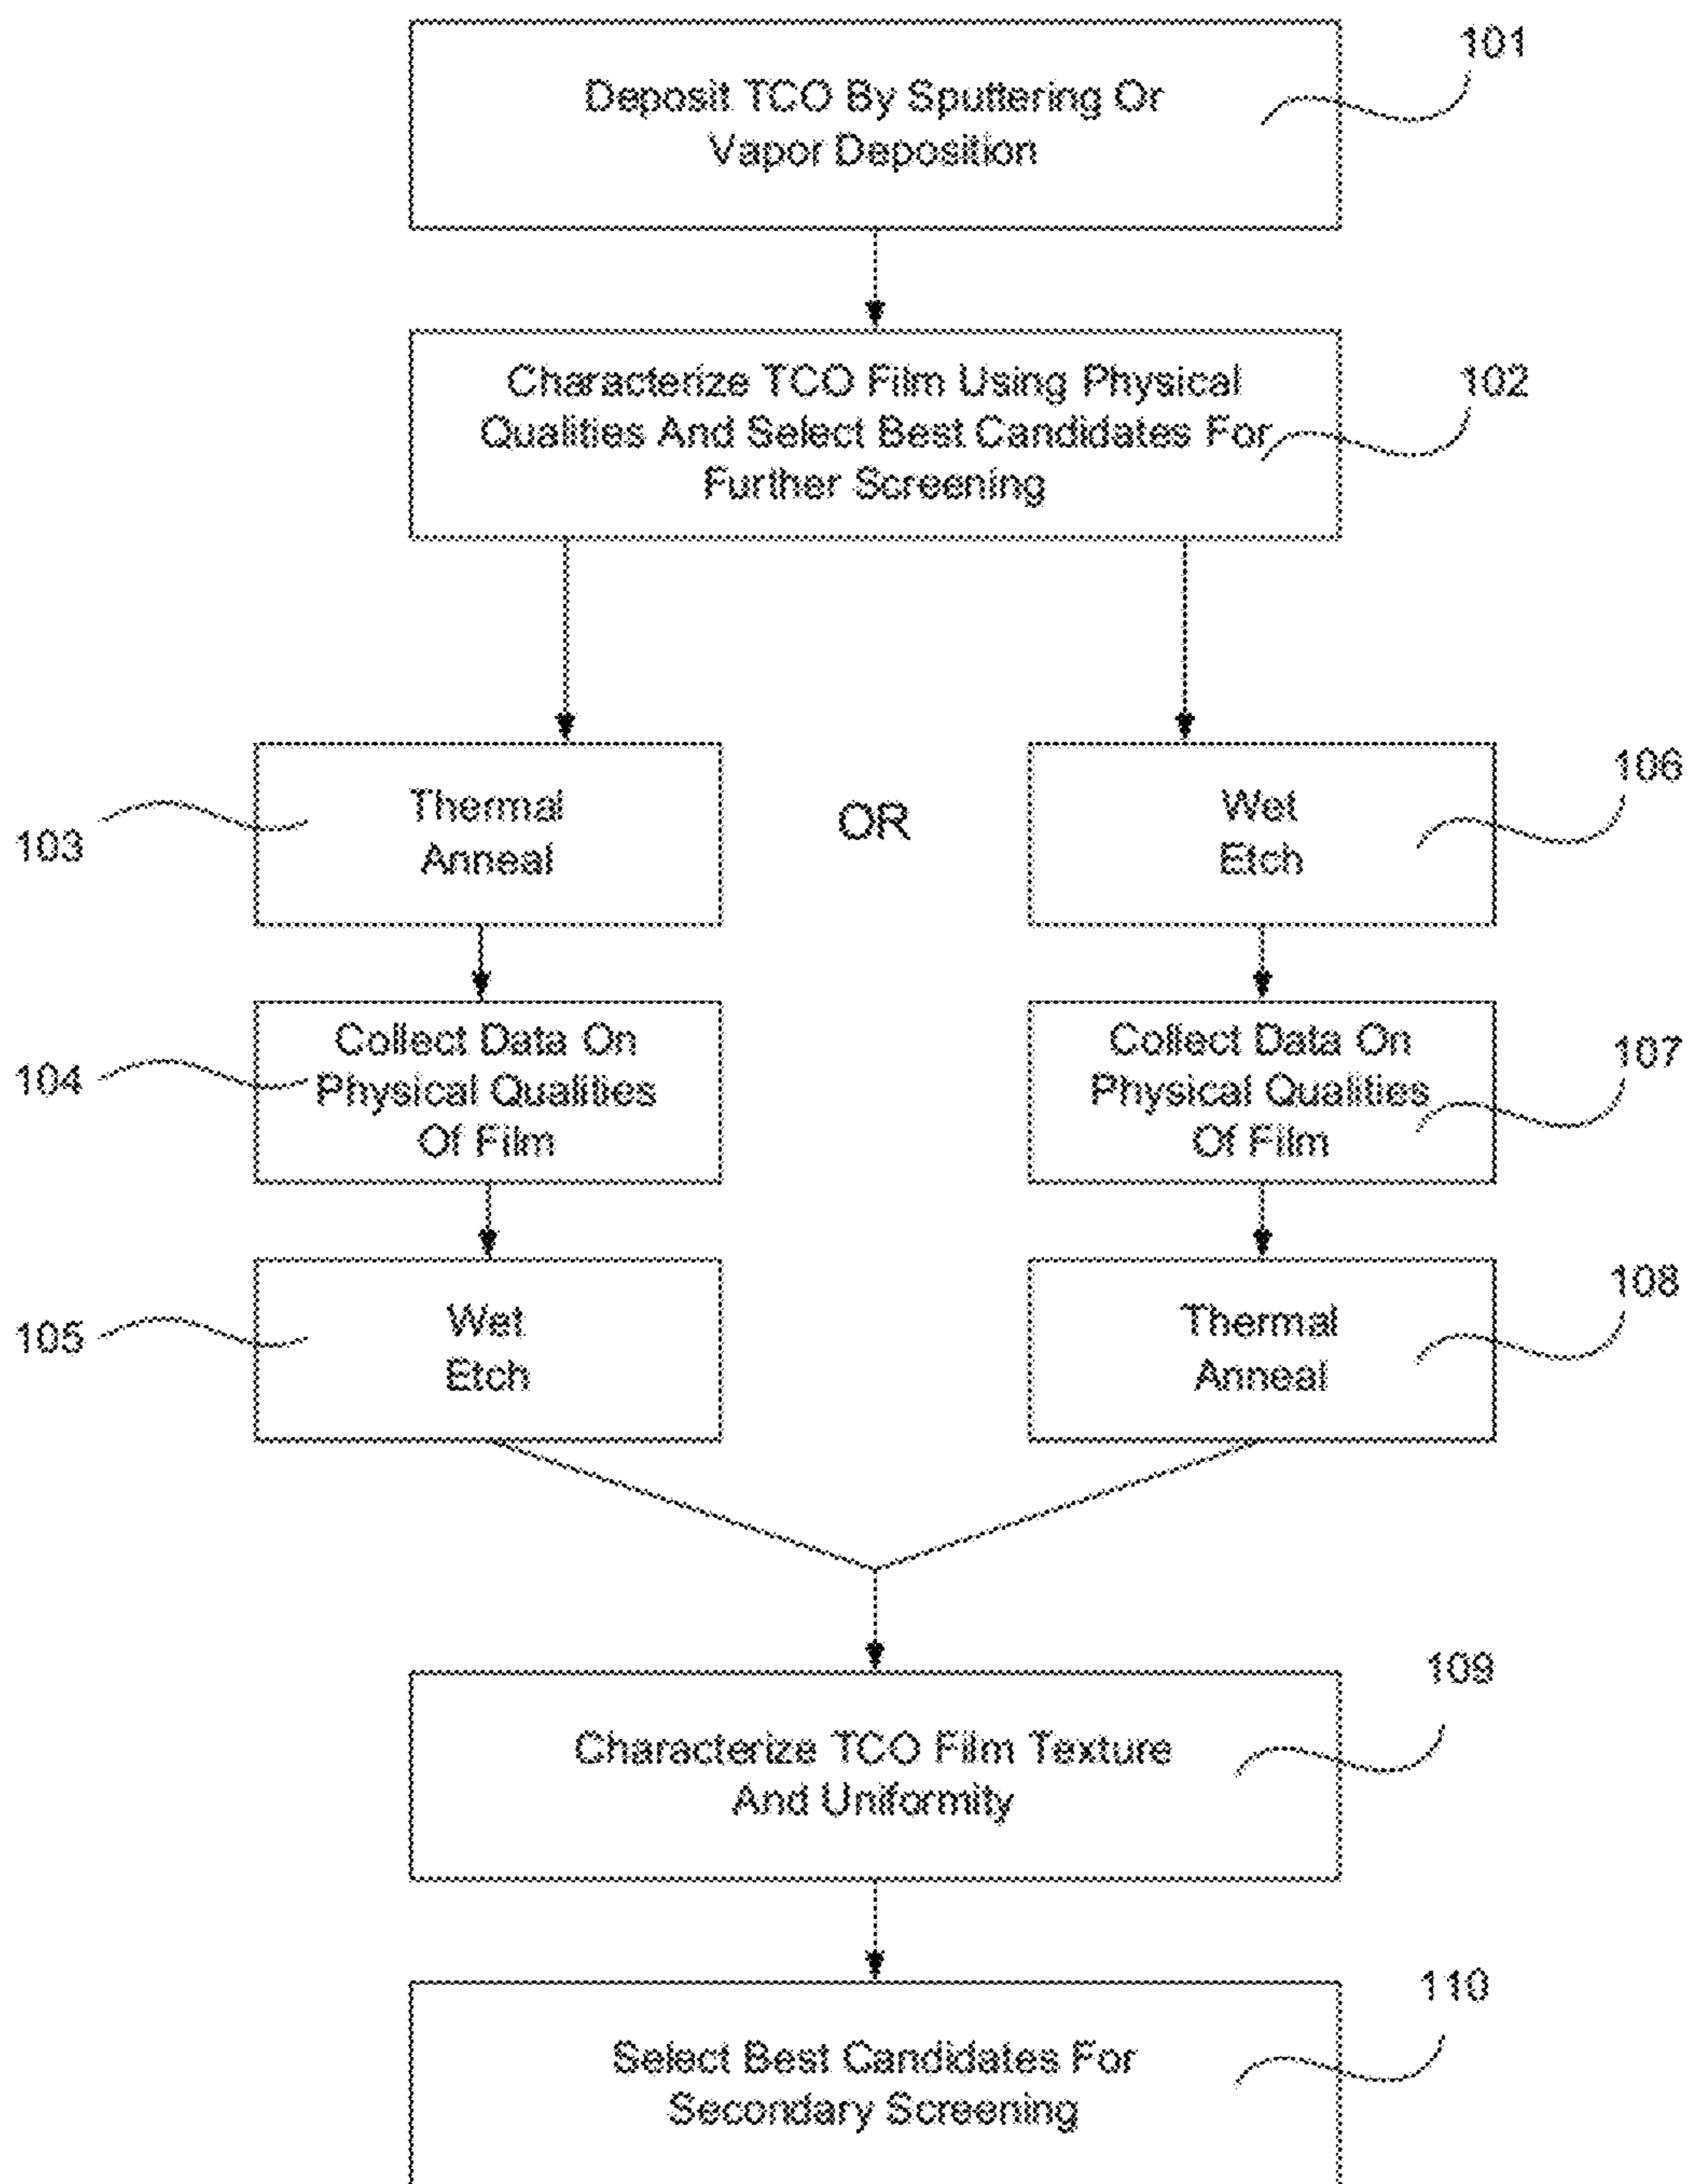 101
Deposit TCO By Sputtering Or
Vapor Deposition
102
Characterize TCO Film Using Physical
Qualities And Select Best Candidates For
Further Screening
103
Thermal
Anneal
OR
106
Wet
Etch
104
Collect Data On
Physical Qualities
Of Film
107
Collect Data On
Physical Qualities
Of Film
105
Wet
Etch
108
Thermal
Anneal
109
Characterize TCO Film Texture
And Uniformity
110
Select Best Candidates For
Secondary Screening